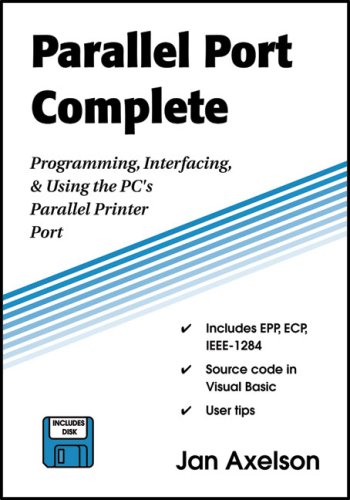 Parallel Port
Complete
Programming, Interfacing,
& Using the PC's
Parallel Printer
Port
✓ Includes EPP, ECP,
IEEE-1284
✓ Source code in
Visual Basic
✓ User tips
INCLUDES
DISK
Jan Axelson